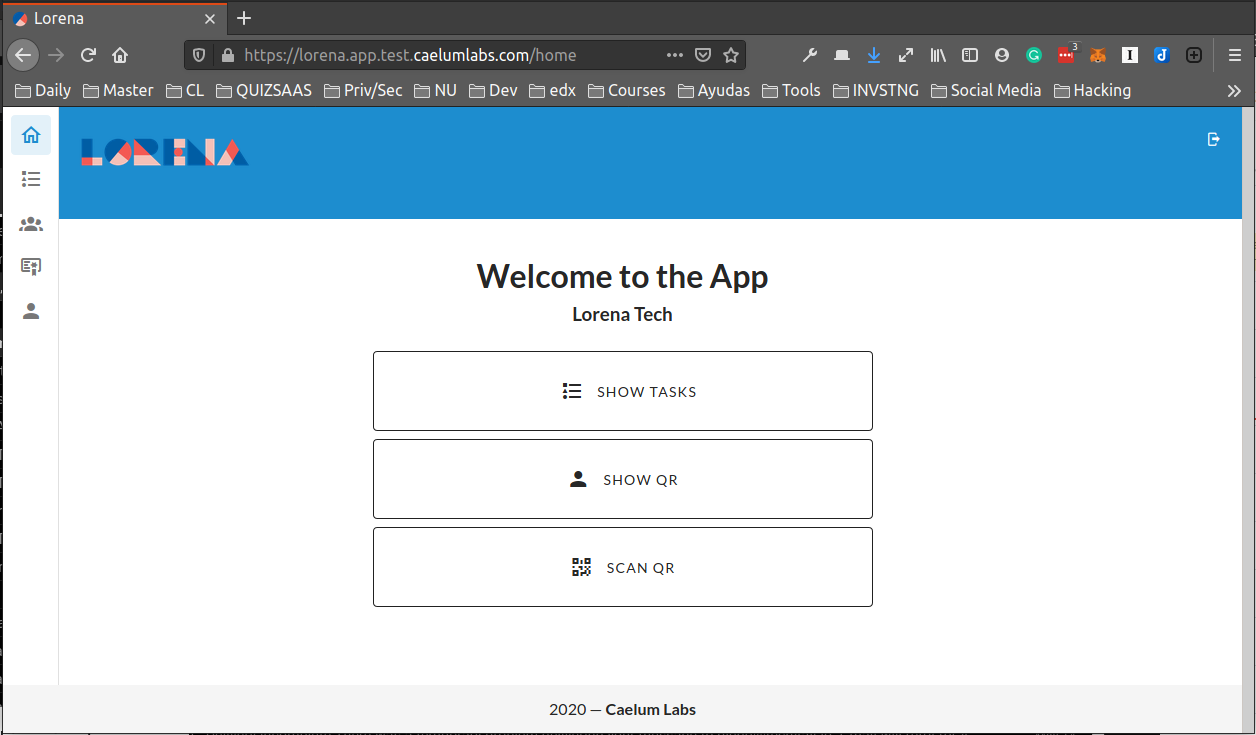 Lorena
https://lorena.app.test.caelumlabs.com/home
3
Daily Master CL QUIZSAAS Priv/Sec NU Dev edx Courses Ayudas Tools INVSTNG Social Media Hacking
LORENA
Welcome to the App
Lorena Tech
SHOW TASKS
SHOW QR
SCAN QR
2020 — Caelum Labs